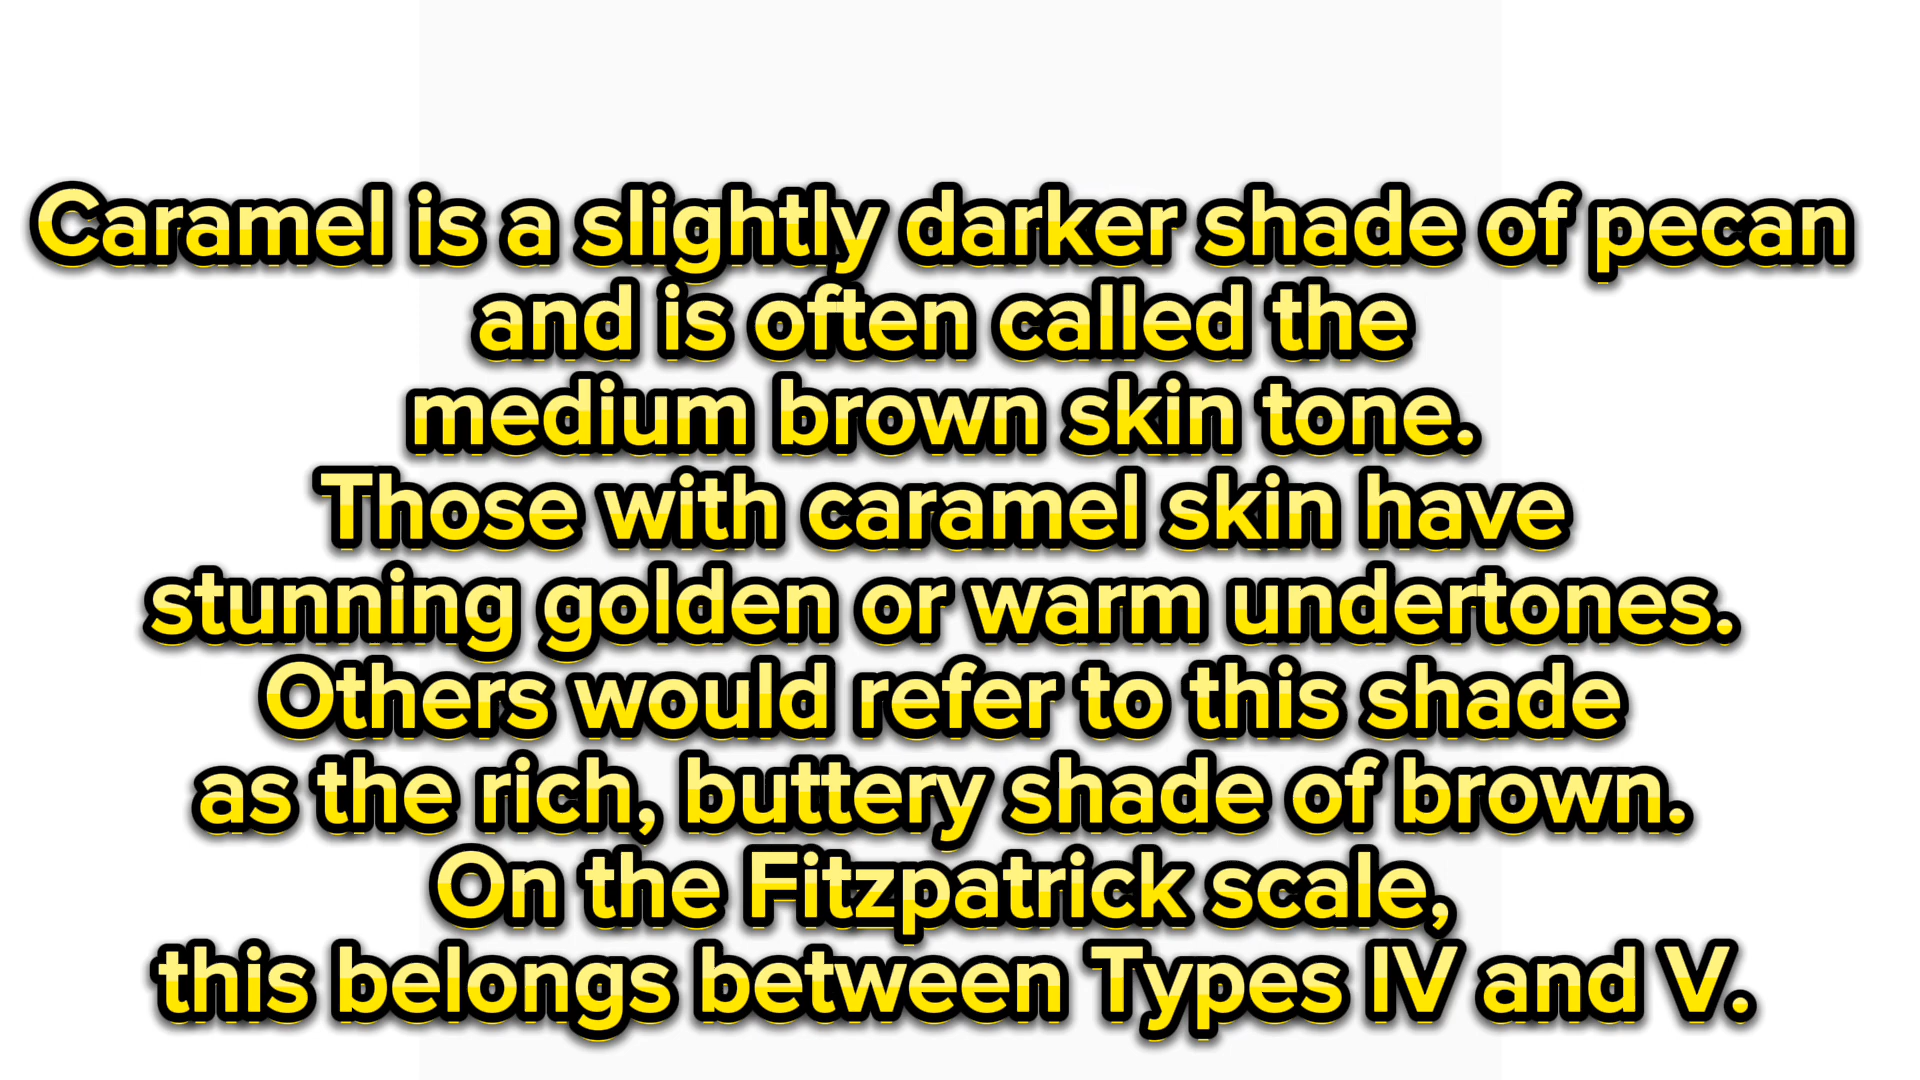 Caramel is a slightly darker shade of pecan
and is often called the
medium brown skin tone.
Those with caramel skin have
stunning golden or warm undertones.
Others would refer to this shade
as the rich, buttery shade of brown.
On the Fitzpatrick scale,
this belongs between Types IV and V.